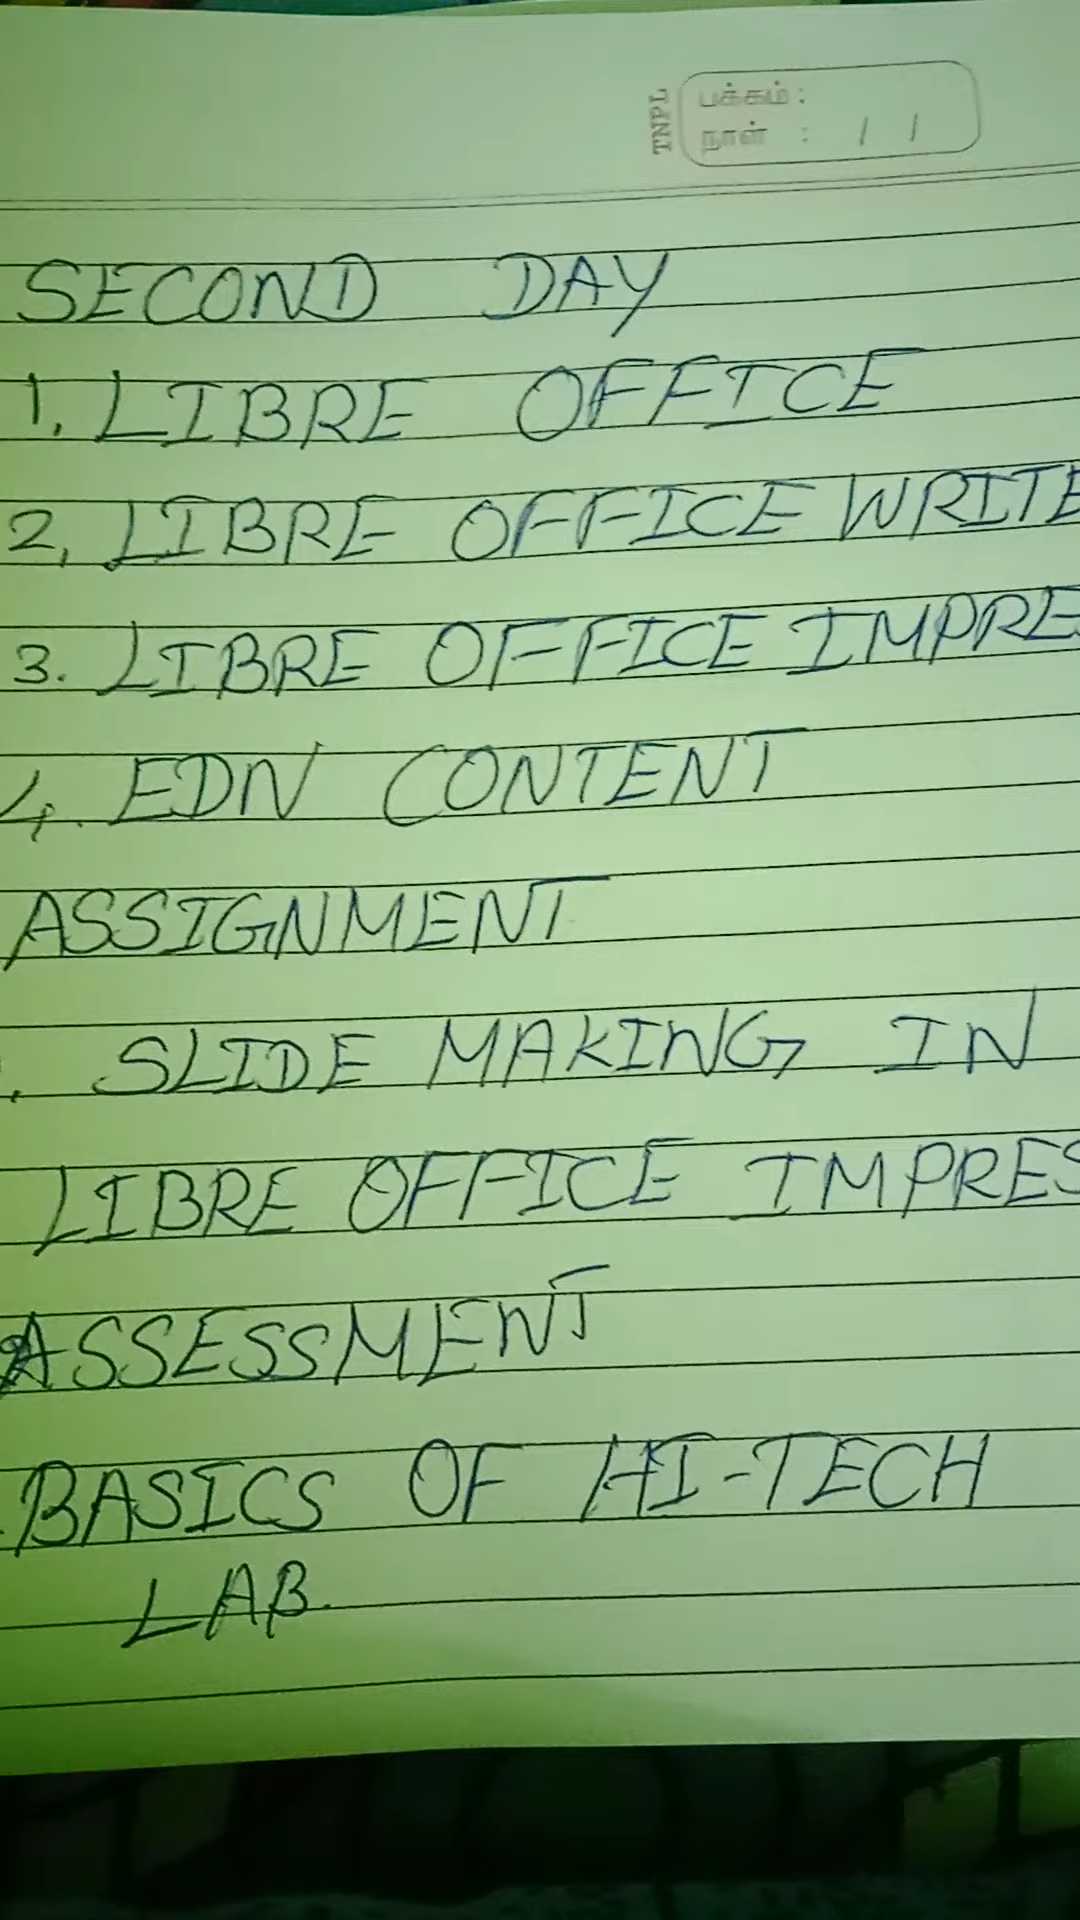 TNPL
பக்கம் :
நாள் : / /
SECOND DAY
1. LIBRE OFFICE
2, LIBRE OFFICE WRITE
3. LIBRE OFFICE IMPRE
4. EDN CONTENT
ASSIGNMENT
. SLIDE MAKING IN
LIBRE OFFICE IMPRES
ASSESSMENT
BASICS OF HI-TECH
LAB.